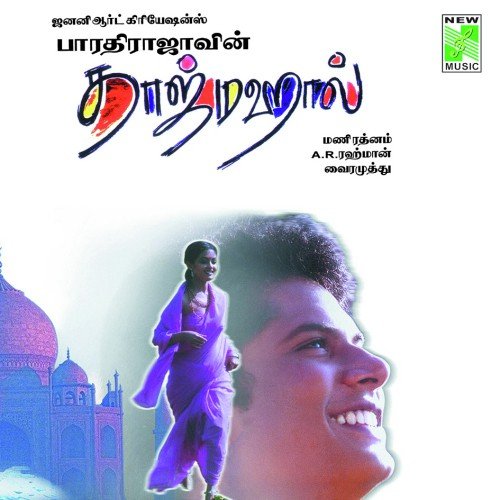 ஜனனி ஆர்ட் கிரியேஷன்ஸ்
பாரதிராஜாவின்
தாஜ்மஹால்
மணிரத்னம்
A.R.ரஹ்மான்
வைரமுத்து
NEW
MUSIC